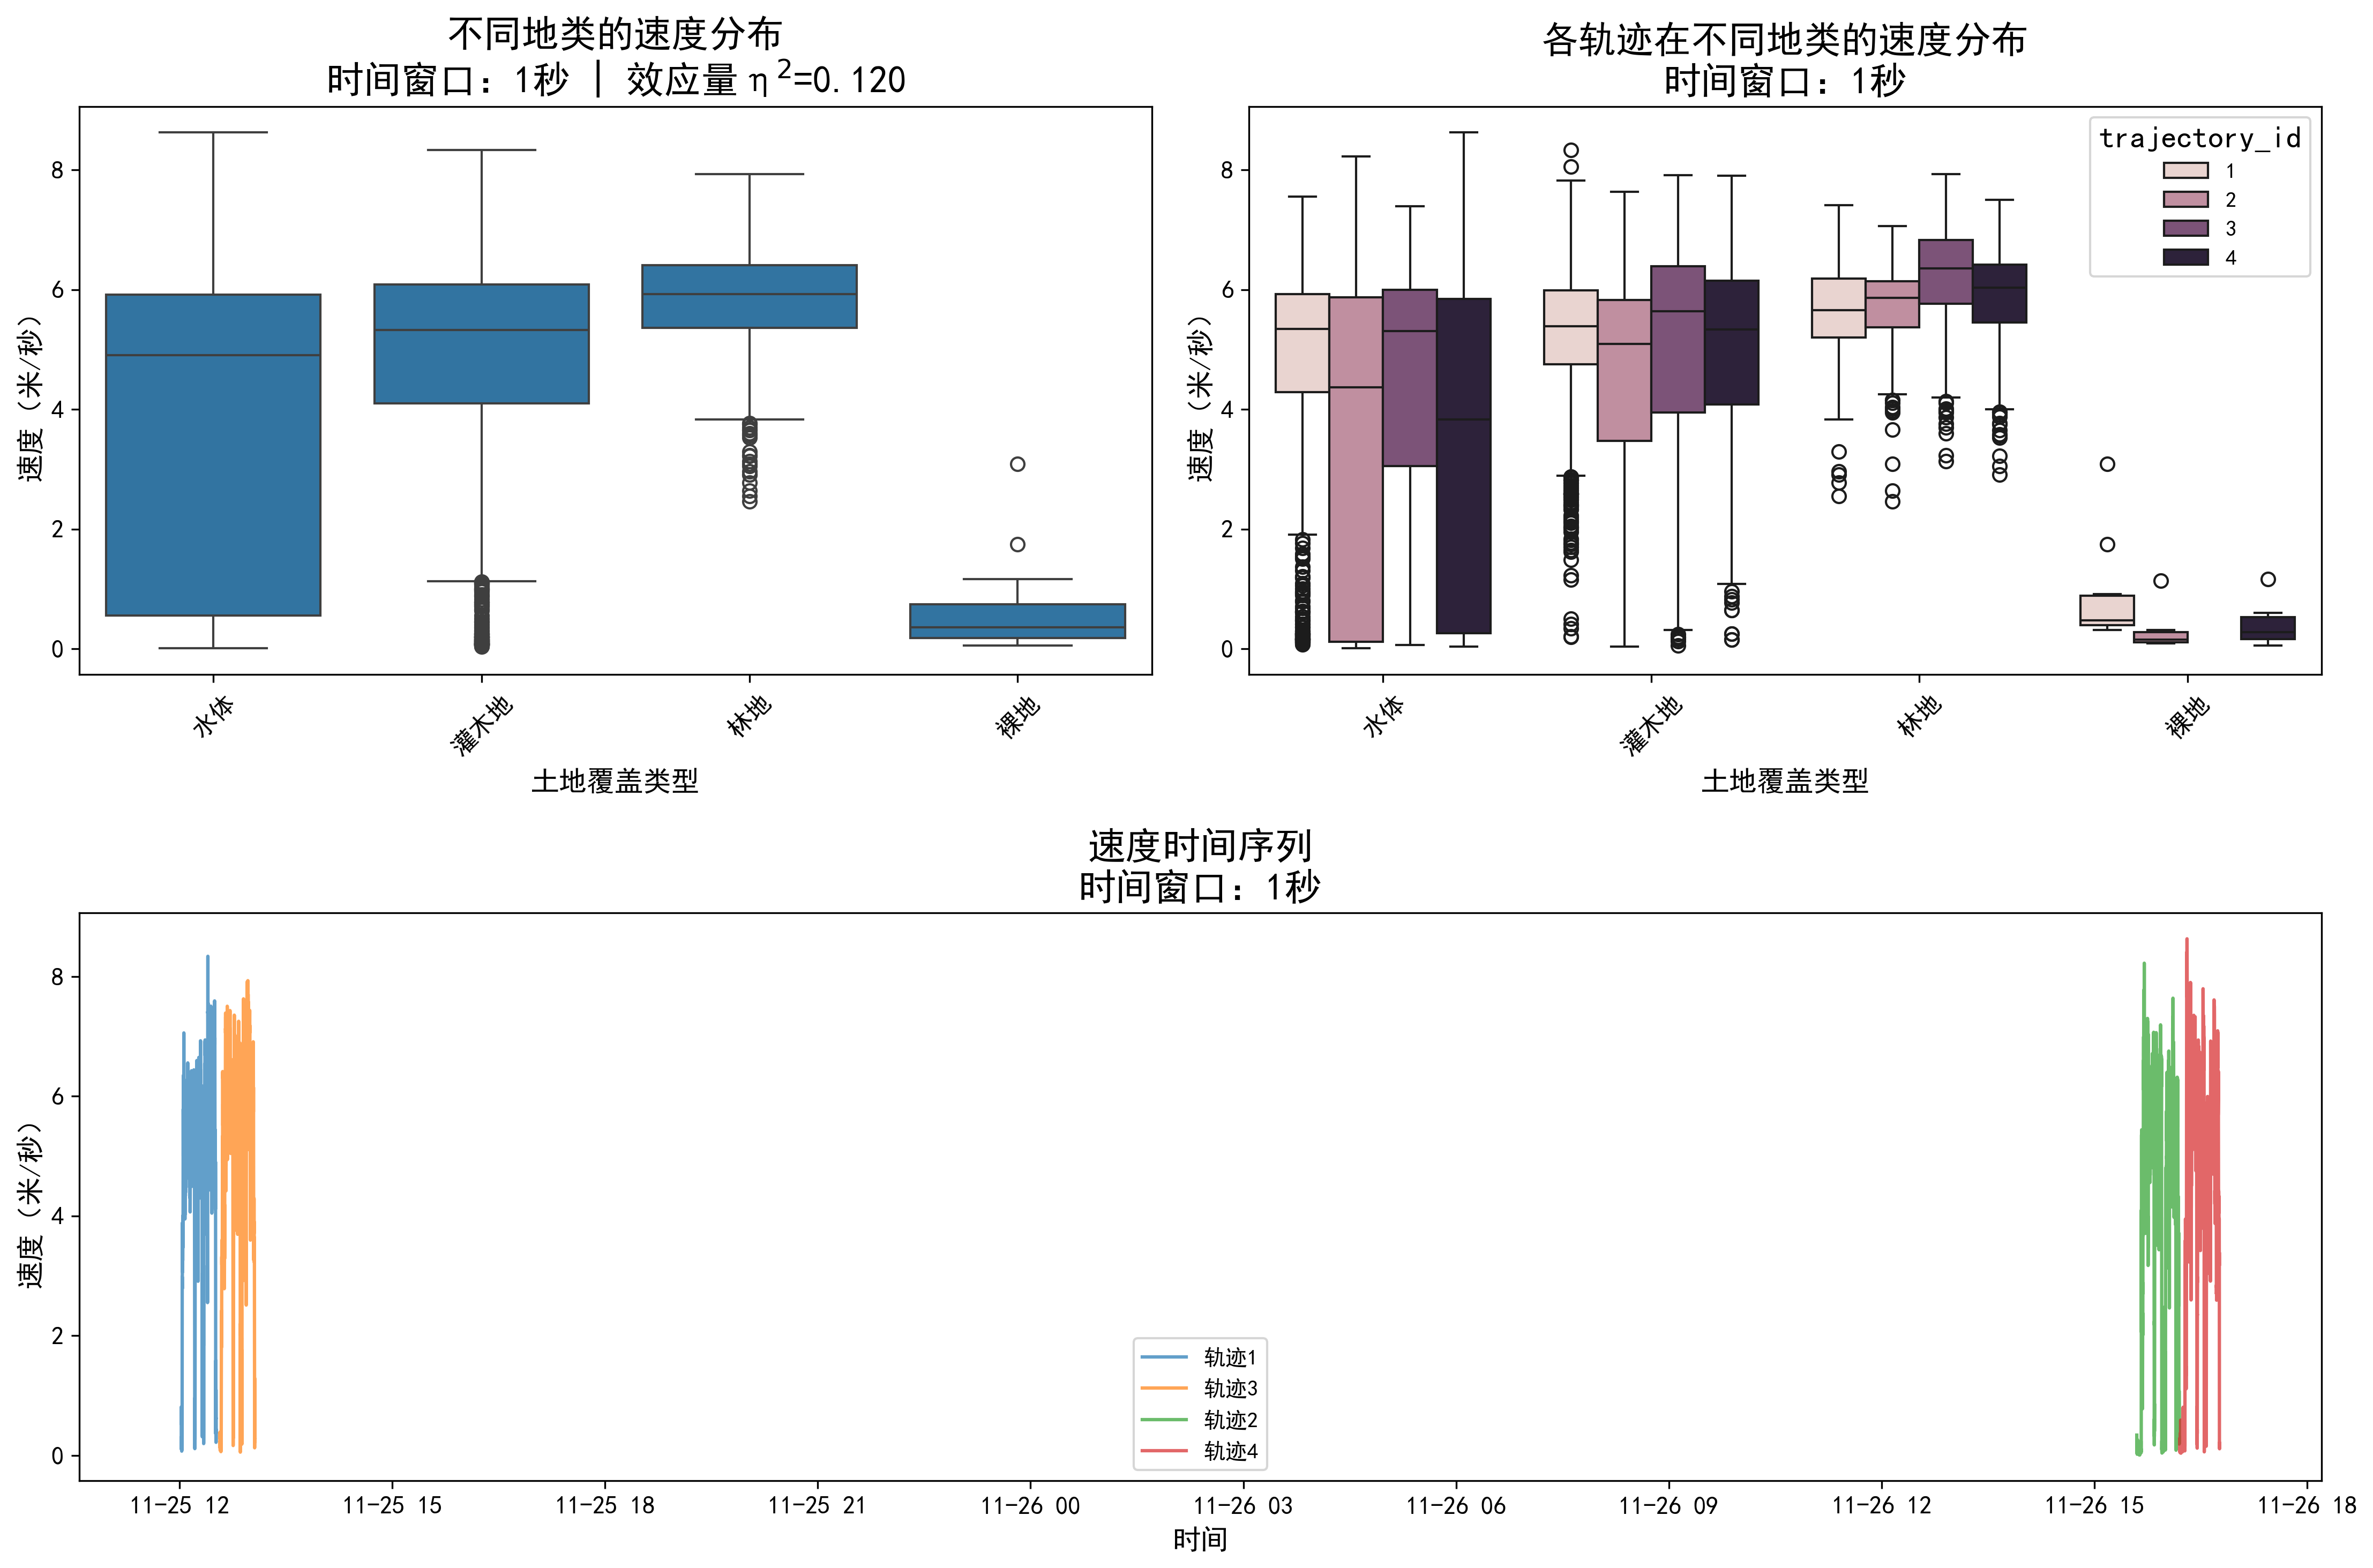 不同地类的速度分布
时间窗口：1秒 | 效应量η²=0.120
速度（米/秒）
8
6
4
2
0
水体
灌木地
林地
裸地
土地覆盖类型
各轨迹在不同地类的速度分布
时间窗口：1秒
速度（米/秒）
8
6
4
2
0
trajectory_id
1
2
3
4
水体
灌木地
林地
裸地
土地覆盖类型
速度时间序列
时间窗口：1秒
速度（米/秒）
8
6
4
2
0
轨迹1
轨迹3
轨迹2
轨迹4
11-25 12
11-25 15
11-25 18
11-25 21
11-26 00
11-26 03
11-26 06
11-26 09
11-26 12
11-26 15
11-26 18
时间